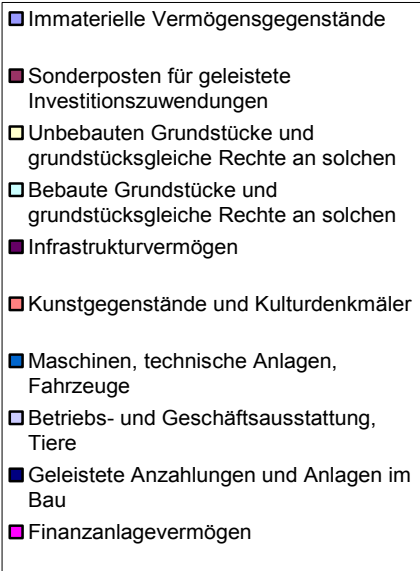 Immaterielle Vermögensgegenstände
Sonderposten für geleistete
Investitionszuwendungen
Unbebauten Grundstücke und
grundstücksgleiche Rechte an solchen
Bebaute Grundstücke und
grundstücksgleiche Rechte an solchen
Infrastrukturvermögen
Kunstgegenstände und Kulturdenkmäler
Maschinen, technische Anlagen,
Fahrzeuge
Betriebs- und Geschäftsausstattung,
Tiere
Geleistete Anzahlungen und Anlagen im
Bau
Finanzanlagevermögen